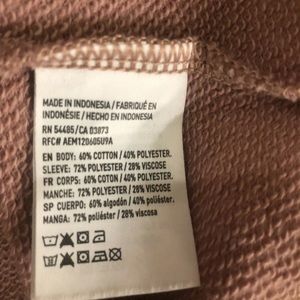 MADE IN INDONESIA / FABRIQUÉ EN
INDONÉSIE / HECHO EN INDONESIA
RN 54485/CA 03073
RFC# AEM120605U9A
EN BODY: 60% COTTON / 40% POLYESTER.
SLEEVE: 72% POLYESTER / 28% VISCOSE
FR CORPS: 60% COTON / 40% POLYESTER.
MANCHE: 72% POLYESTER / 28% VISCOSE
SP CUERPO: 60% algodón / 40% poliéster.
MANGA: 72% poliéster / 28% viscosa